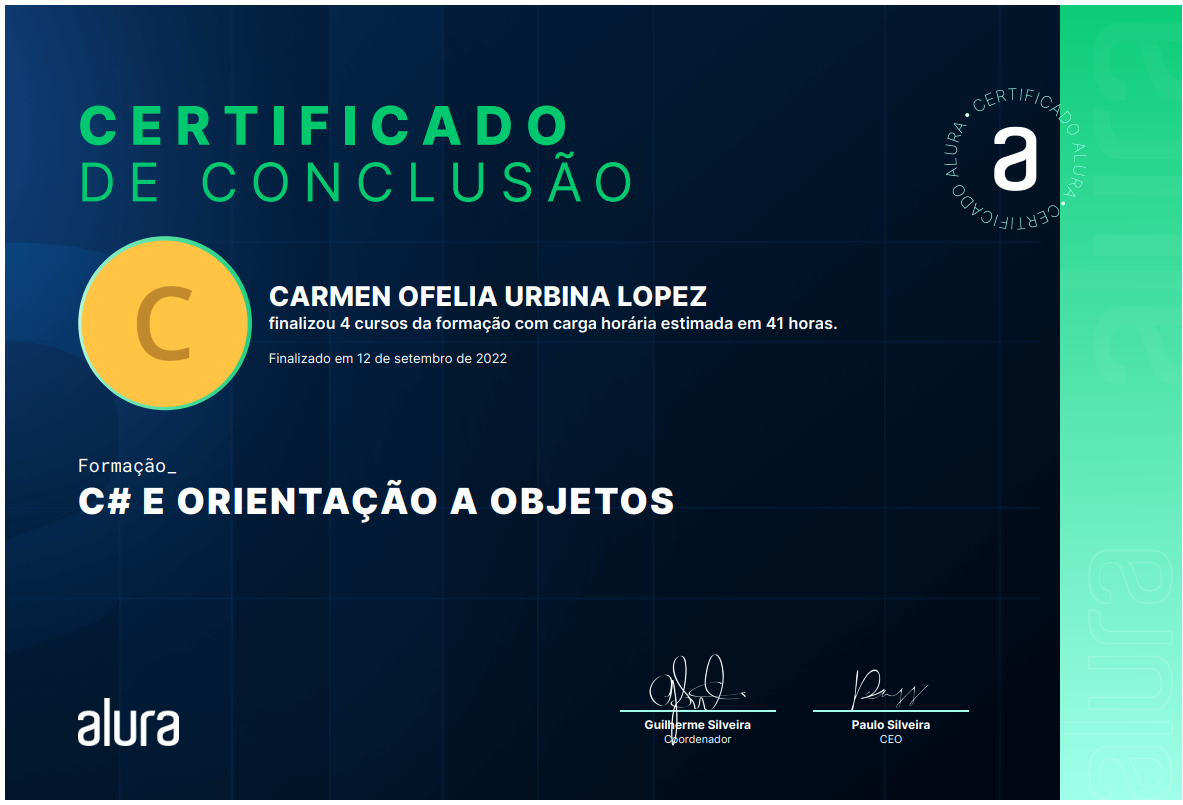 CERTIFICADO
DE CONCLUSÃO
CERTIFICADO ALURA • CERTIFICADO ALURA •
a
C
CARMEN OFELIA URBINA LOPEZ
finalizou 4 cursos da formação com carga horária estimada em 41 horas.
Finalizado em 12 de setembro de 2022
Formação_
C# E ORIENTAÇÃO A OBJETOS
alura
Guilherme Silveira
Coordenador
Paulo Silveira
CEO
alura
alura